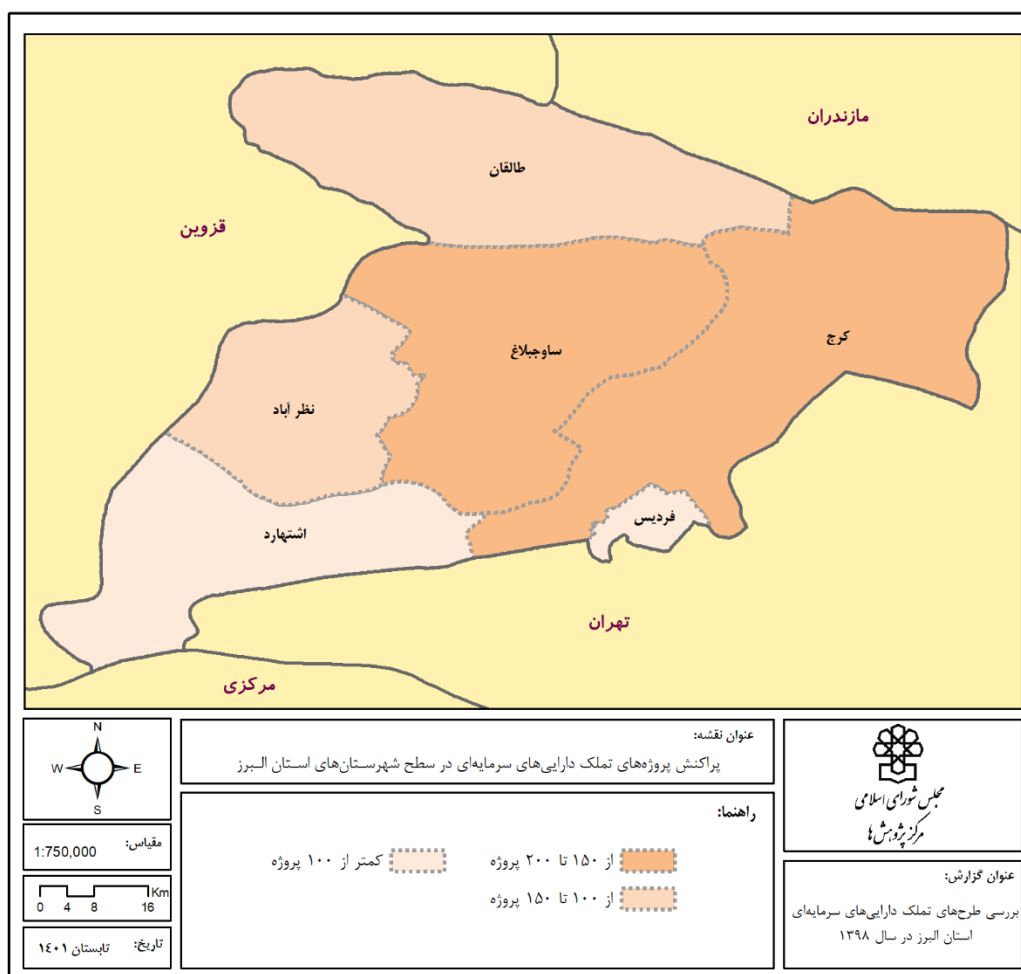 مازندران
طالقان
قزوین
کرج
ساوجبلاغ
نظر آباد
فردیس
اشتهارد
تهران
مرکزی
عنوان نقشه:
پراکنش پروژه‌های تملک دارایی‌های سرمایه‌ای در سطح شهرستان‌های استان البرز
راهنما:
از ۱۵۰ تا ۲۰۰ پروژه
کمتر از ۱۰۰ پروژه
از ۱۰۰ تا ۱۵۰ پروژه
مجلس شورای اسلامی
مرکز پژوهش‌ها
عنوان گزارش:
بررسی طرح‌های تملک دارایی‌های سرمایه‌ای
استان البرز در سال ۱۳۹۸
N
W E
S
مقیاس:
1:750,000
Km
0 4 8 16
تاریخ: تابستان ۱۴۰۱